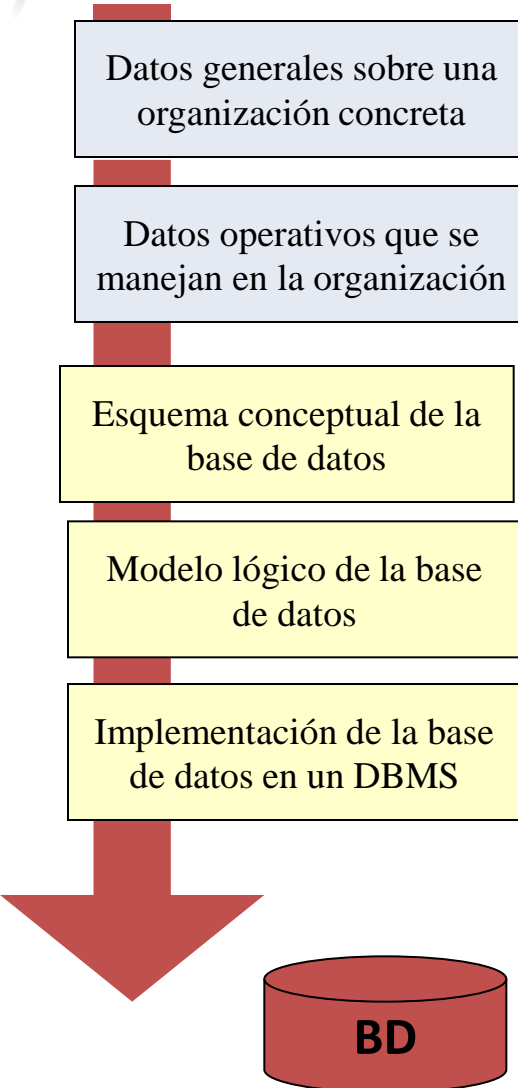 Datos generales sobre una
organización concreta
Datos operativos que se
manejan en la organización
Esquema conceptual de la
base de datos
Modelo lógico de la base
de datos
Implementación de la base
de datos en un DBMS
BD